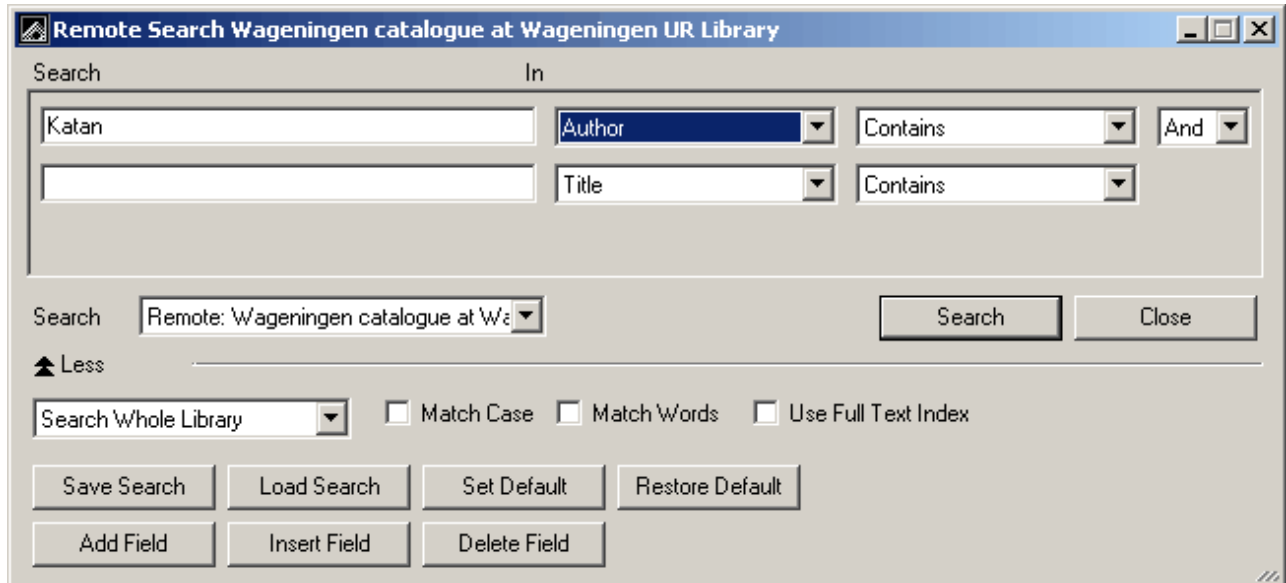 Remote Search Wageningen catalogue at Wageningen UR Library
Search In
Katan Author Contains And
Title Contains
Search Remote: Wageningen catalogue at Wa Search Close
Less
Search Whole Library Match Case Match Words Use Full Text Index
Save Search Load Search Set Default Restore Default
Add Field Insert Field Delete Field